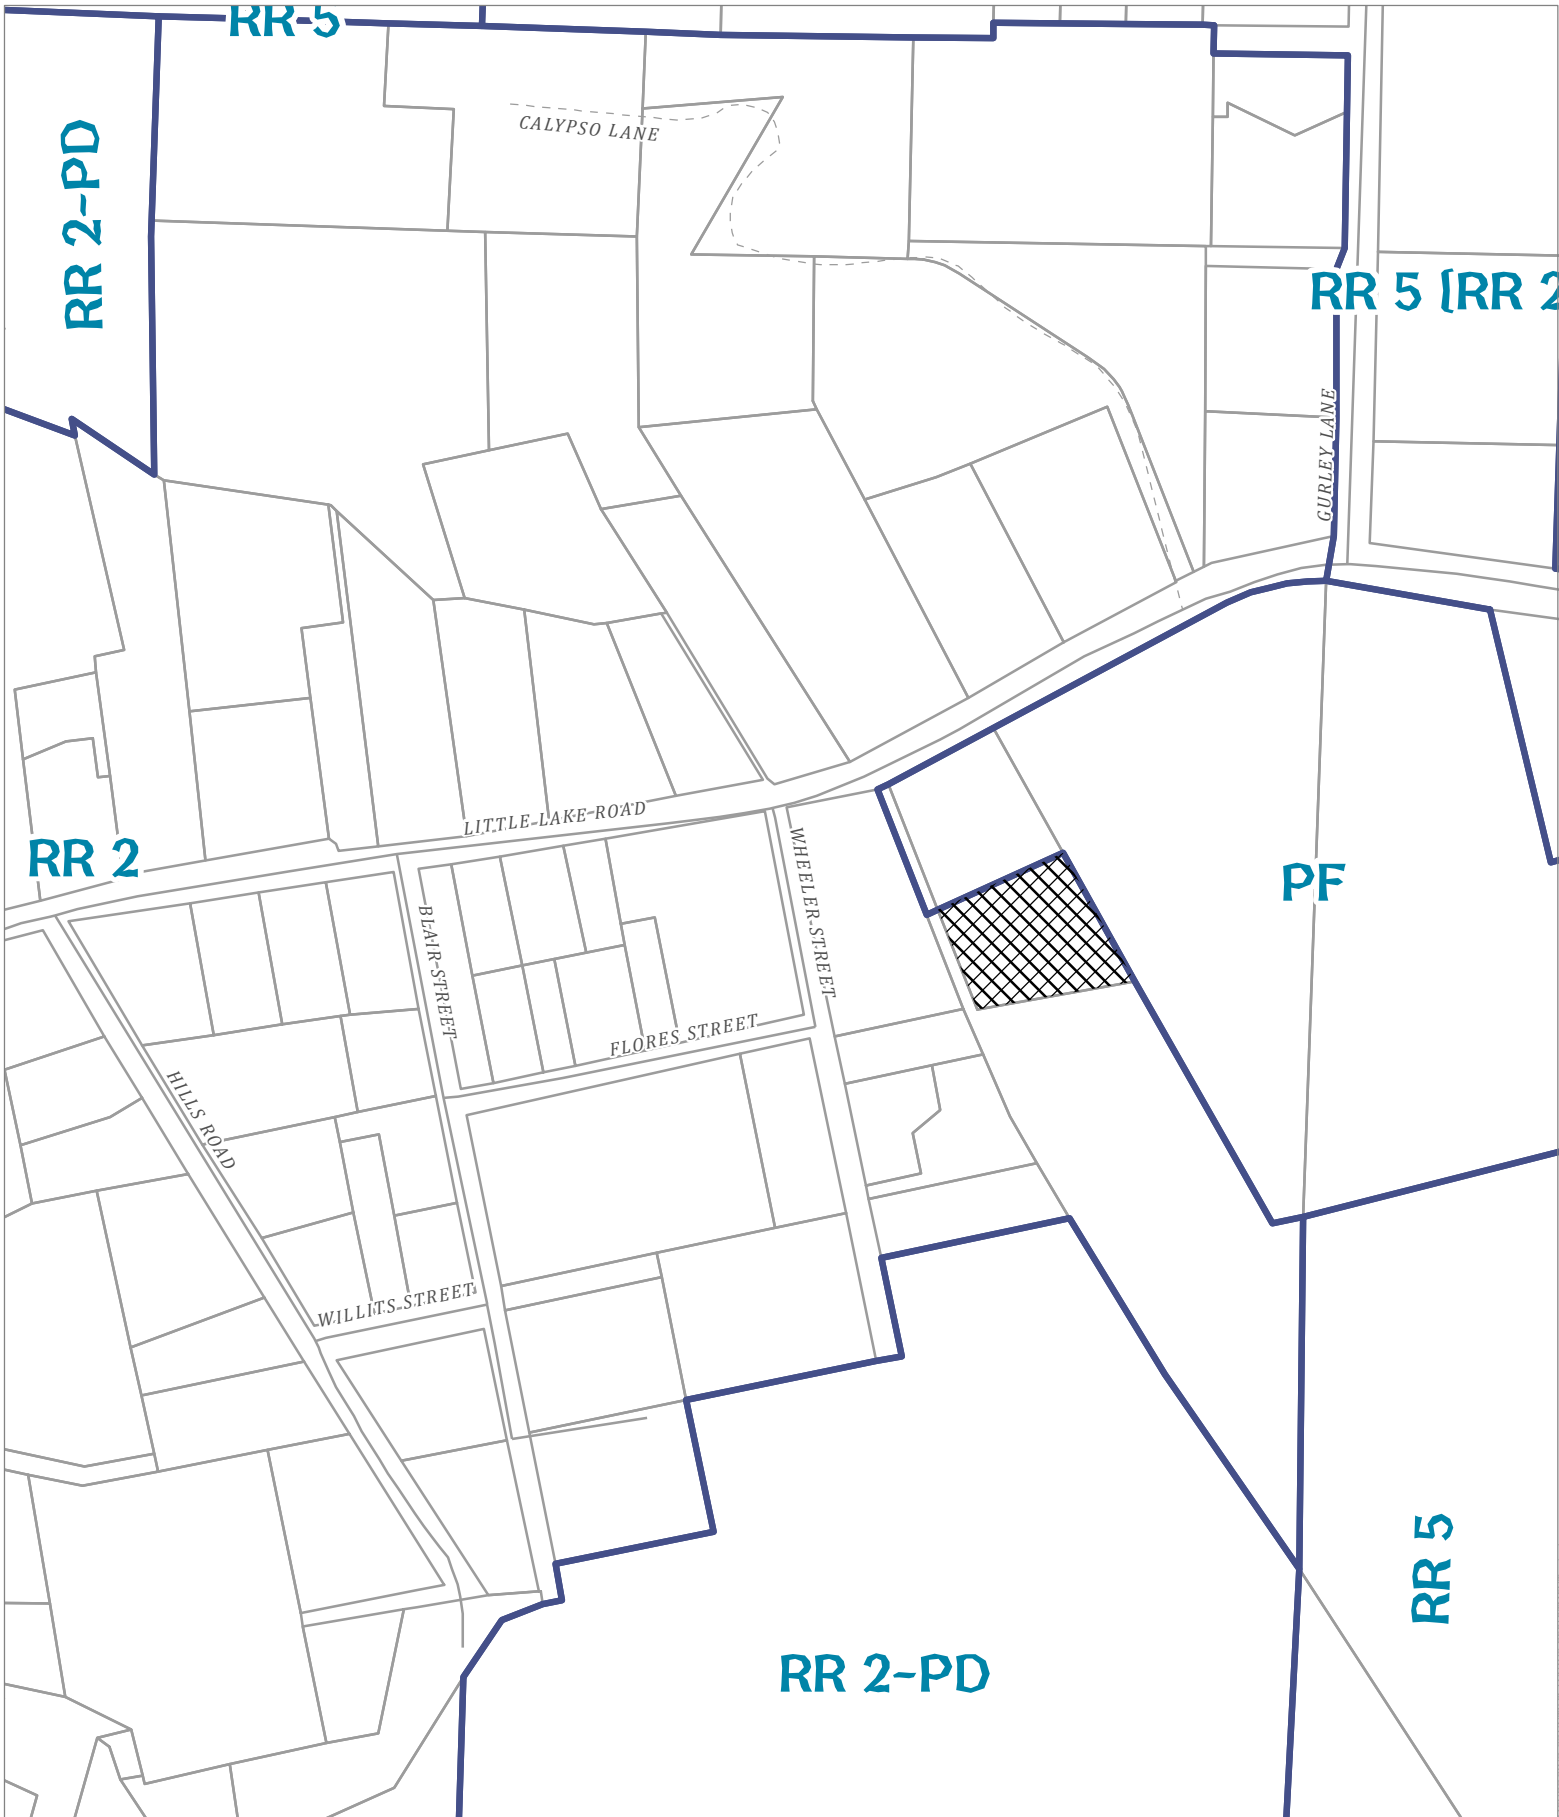 RR-5
CALYPSO LANE
RR 2-PD
RR 5 (RR 2
GURLEY LANE
LITTLE LAKE ROAD
WHEELER STREET
RR 2
PF
BLAIR STREET
FLORES STREET
HILLS ROAD
WILLITS STREET
RR 5
RR 2-PD